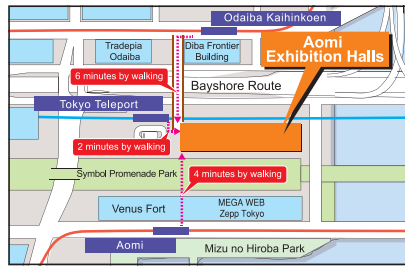 Odaiba Kaihinkoen
Tradepia
Odaiba
Diba Frontier
Building
Aomi
Exhibition Halls
6 minutes by walking
Bayshore Route
Tokyo Teleport
2 minutes by walking
Symbol Promenade Park
4 minutes by walking
Venus Fort
MEGA WEB
Zepp Tokyo
Aomi
Mizu no Hiroba Park